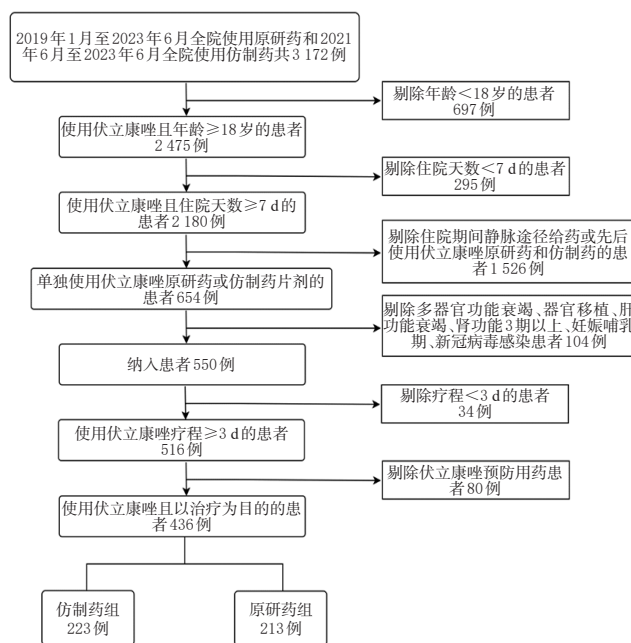 2019年1月至2023年6月全院使用原研药和2021
年6月至2023年6月全院使用仿制药共3 172例
剔除年龄<18岁的患者
697例
使用伏立康唑且年龄≥18岁的患者
2 475例
剔除住院天数<7 d的患者
295例
使用伏立康唑且住院天数≥7 d的
患者2 180例
剔除住院期间静脉途径给药或先后
使用伏立康唑原研药和仿制药的患
者1 526例
单独使用伏立康唑原研药或仿制药片剂的
患者654例
剔除多器官功能衰竭、器官移植、肝
功能衰竭、肾功能3期以上、妊娠哺乳
期、新冠病毒感染患者104例
纳入患者550例
剔除疗程<3 d的患者
34例
使用伏立康唑疗程≥3 d的患者
516例
剔除伏立康唑预防用药患
者80例
使用伏立康唑且以治疗为目的的患
者436例
仿制药组
223例
原研药组
213例